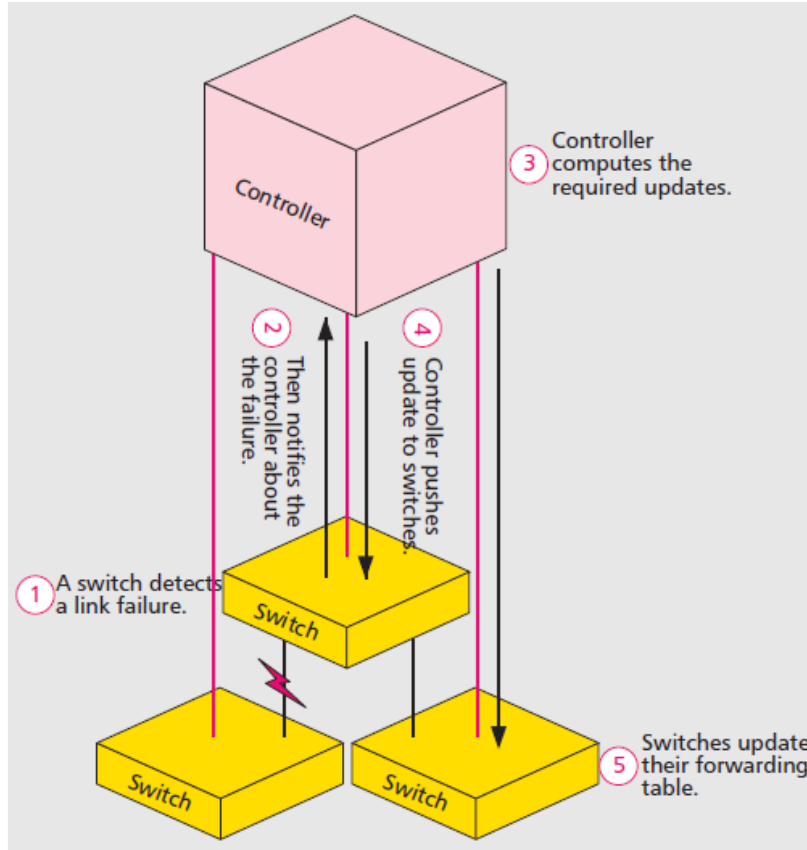 Controller
3
Controller
computes the
required updates.
2
Then notifies the
controller about
the failure.
4
Controller pushes
update to switches.
1
A switch detects
a link failure.
Switch
Switch
Switch
5
Switches update
their forwarding
table.